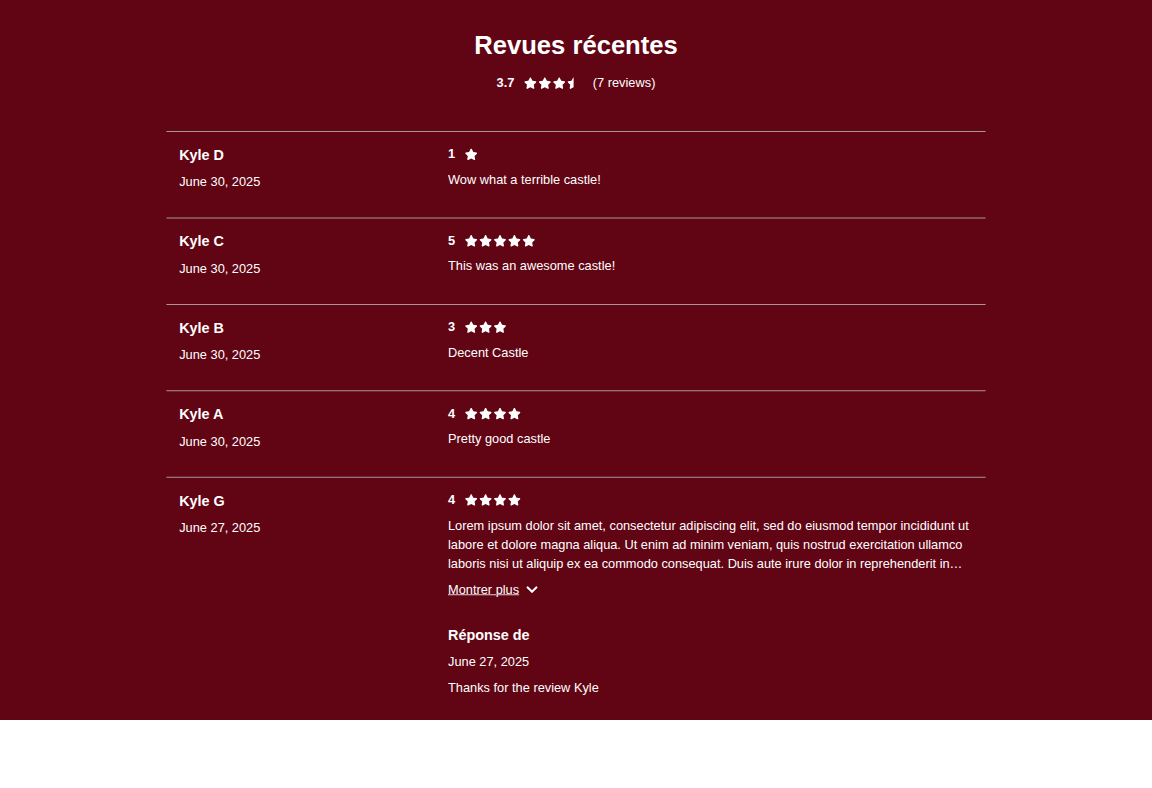 Revues récentes
3.7 (7 reviews)
Kyle D
June 30, 2025
1
Wow what a terrible castle!
Kyle C
June 30, 2025
5
This was an awesome castle!
Kyle B
June 30, 2025
3
Decent Castle
Kyle A
June 30, 2025
4
Pretty good castle
Kyle G
June 27, 2025
4
Lorem ipsum dolor sit amet, consectetur adipiscing elit, sed do eiusmod tempor incididunt ut
labore et dolore magna aliqua. Ut enim ad minim veniam, quis nostrud exercitation ullamco
laboris nisi ut aliquip ex ea commodo consequat. Duis aute irure dolor in reprehenderit in…
Montrer plus
Réponse de
June 27, 2025
Thanks for the review Kyle